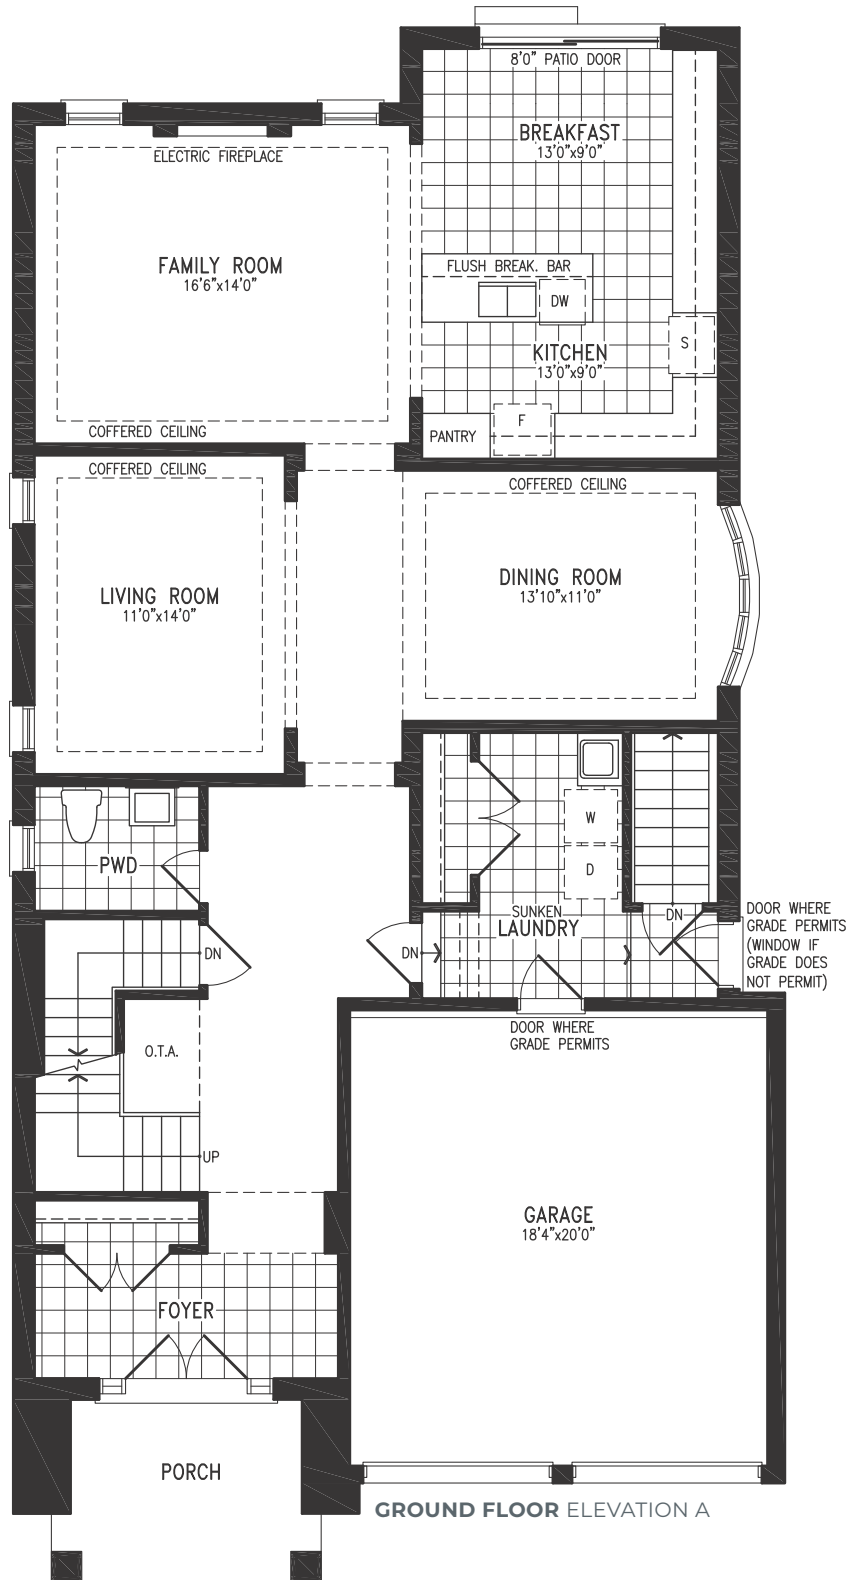 8'0" PATIO DOOR
BREAKFAST
13'0"x9'0"
ELECTRIC FIREPLACE
FAMILY ROOM
16'6"x14'0"
FLUSH BREAK. BAR
DW
S
KITCHEN
13'0"x9'0"
F
PANTRY
COFFERED CEILING
COFFERED CEILING
COFFERED CEILING
LIVING ROOM
11'0"x14'0"
DINING ROOM
13'10"x11'0"
W
D
PWD
SUNKEN
LAUNDRY
DN
DN
DN
DOOR WHERE
GRADE PERMITS
(WINDOW IF
GRADE DOES
NOT PERMIT)
DOOR WHERE
GRADE PERMITS
O.T.A.
UP
GARAGE
18'4"x20'0"
FOYER
PORCH
GROUND FLOOR ELEVATION A